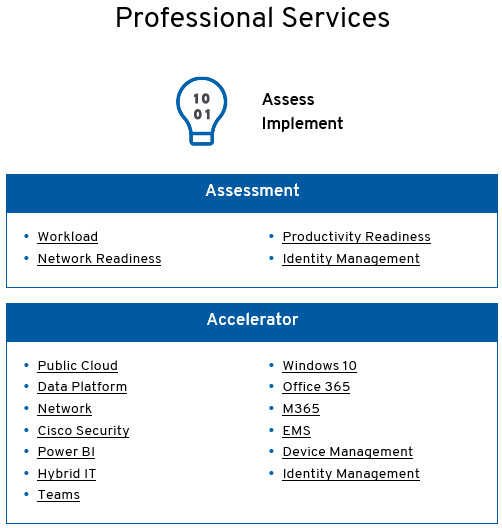 Professional Services
10
01
Assess
Implement
Assessment
• Workload
• Network Readiness
• Productivity Readiness
• Identity Management
Accelerator
• Public Cloud
• Data Platform
• Network
• Cisco Security
• Power BI
• Hybrid IT
• Teams
• Windows 10
• Office 365
• M365
• EMS
• Device Management
• Identity Management